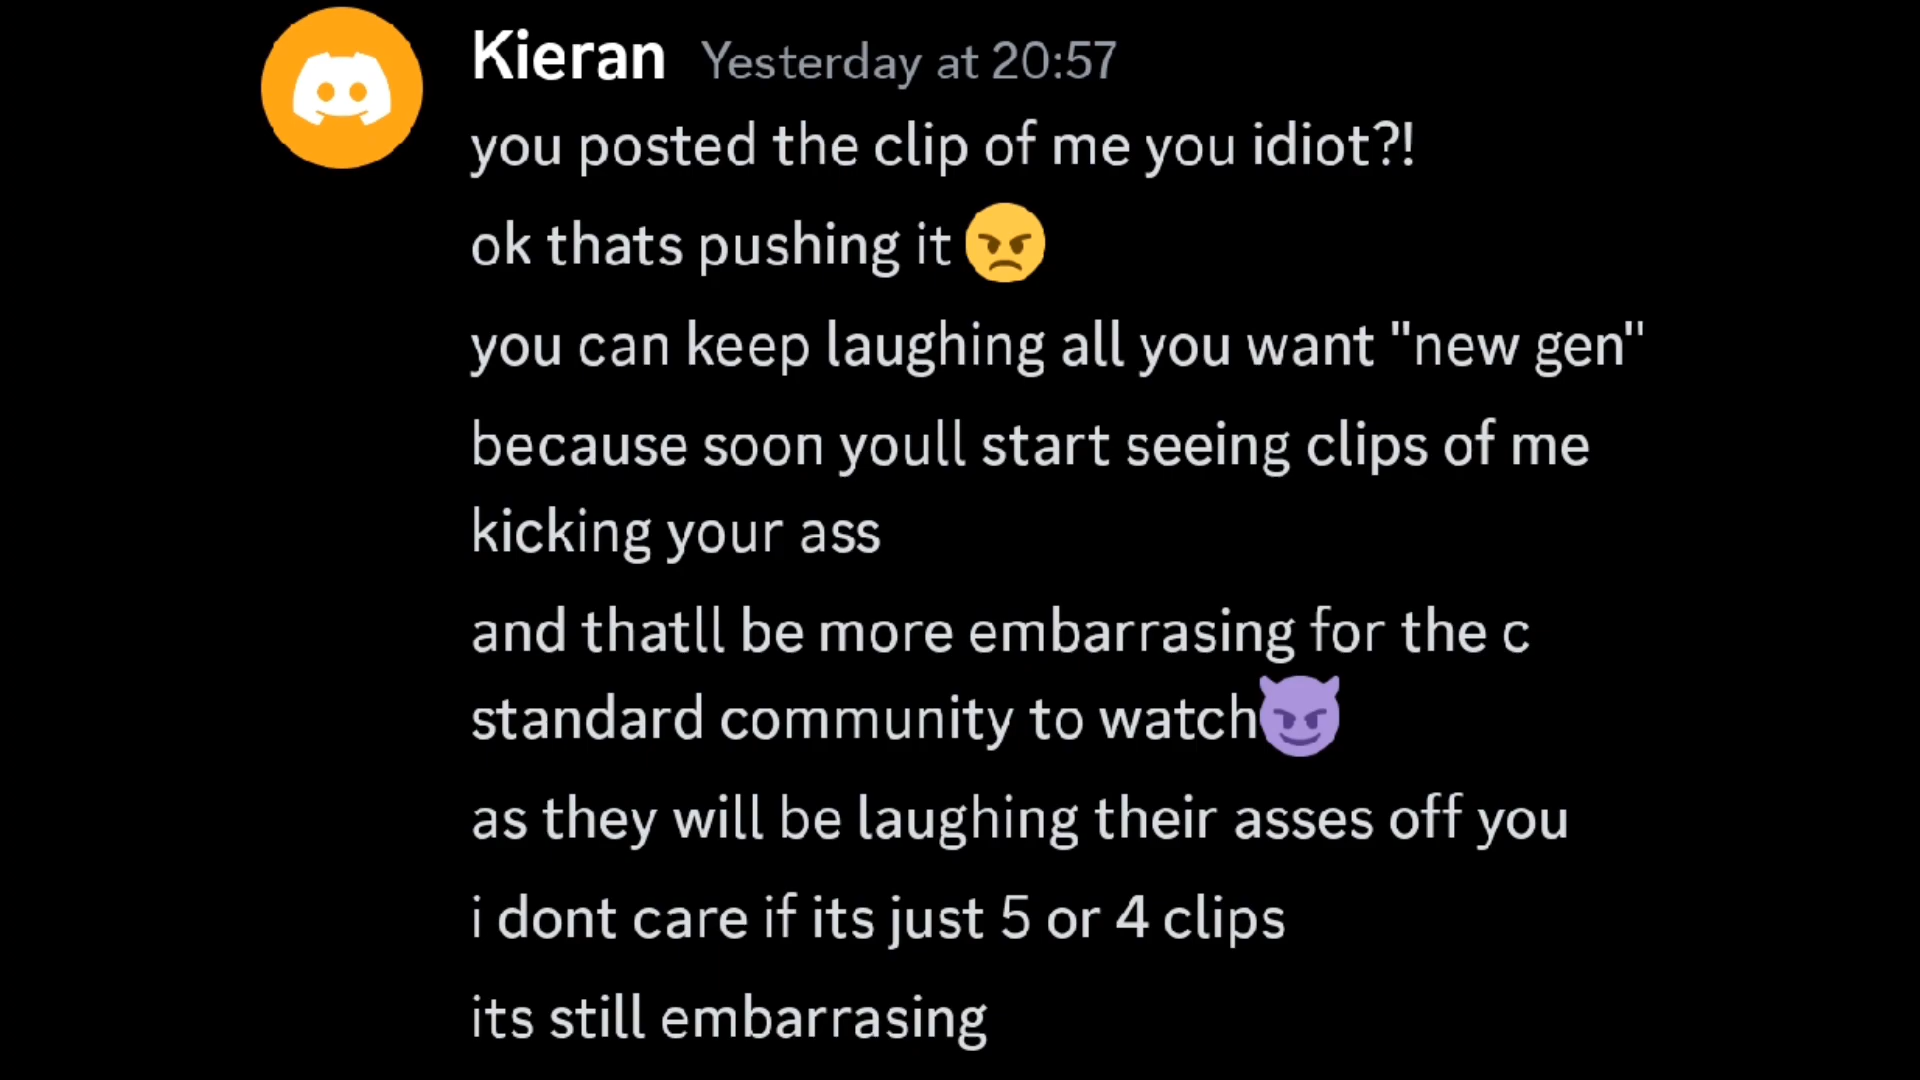 Kieran Yesterday at 20:57
you posted the clip of me you idiot?!
ok thats pushing it 😠
you can keep laughing all you want "new gen"
because soon youll start seeing clips of me
kicking your ass
and thatll be more embarrasing for the c
standard community to watch😈
as they will be laughing their asses off you
i dont care if its just 5 or 4 clips
its still embarrasing